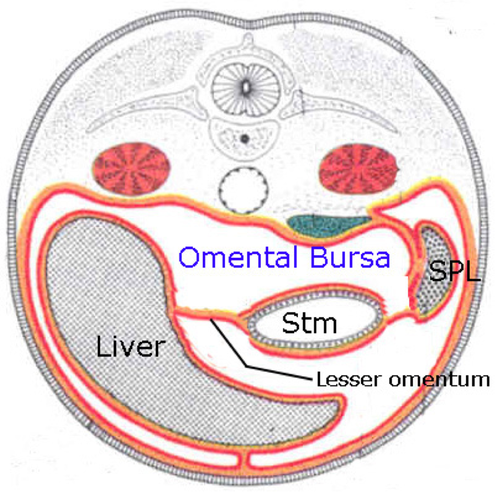 Omental Bursa
SPL
Stm
Liver
Lesser omentum